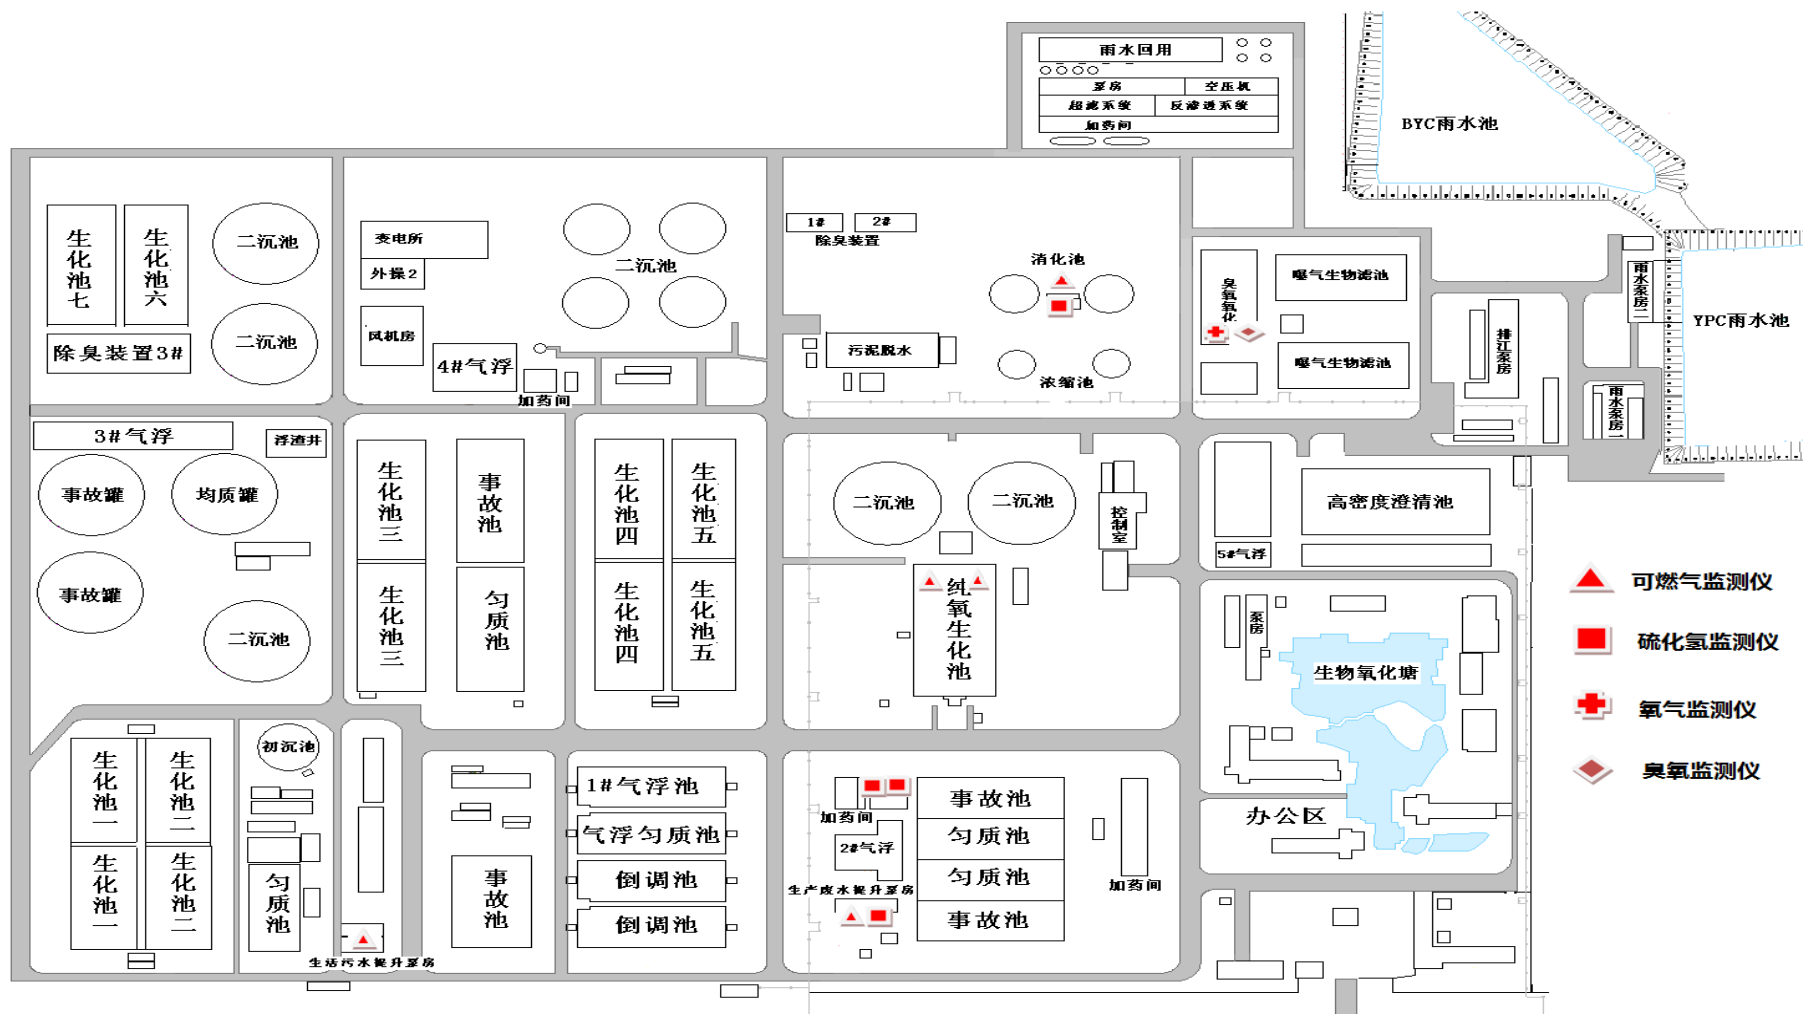 雨水回用
泵房
空压机
超滤系统
反渗透系统
加药间
BYC雨水池
生化池七
生化池六
二沉池
二沉池
除臭装置3#
变电所
外操2
风机房
4#气浮
加药间
二沉池
1#
2#
除臭装置
消化池
污泥脱水
浓缩池
臭氧氧化
曝气生物滤池
曝气生物滤池
排江泵房
雨水泵房二
YPC雨水池
雨水泵房一
3#气浮
浮渣井
事故罐
均质罐
事故罐
二沉池
生化池三
事故池
生化池三
匀质池
生化池四
生化池五
生化池四
生化池五
二沉池
二沉池
控制室
纯氧生化池
高密度澄清池
5#气浮
泵房
生物氧化塘
办公区
可燃气监测仪
硫化氢监测仪
氧气监测仪
臭氧监测仪
生化池一
生化池二
生化池一
生化池二
初沉池
匀质池
生活污水提升泵房
事故池
1#气浮池
气浮匀质池
倒调池
倒调池
加药间
2#气浮
生产废水提升泵房
事故池
匀质池
匀质池
事故池
加药间